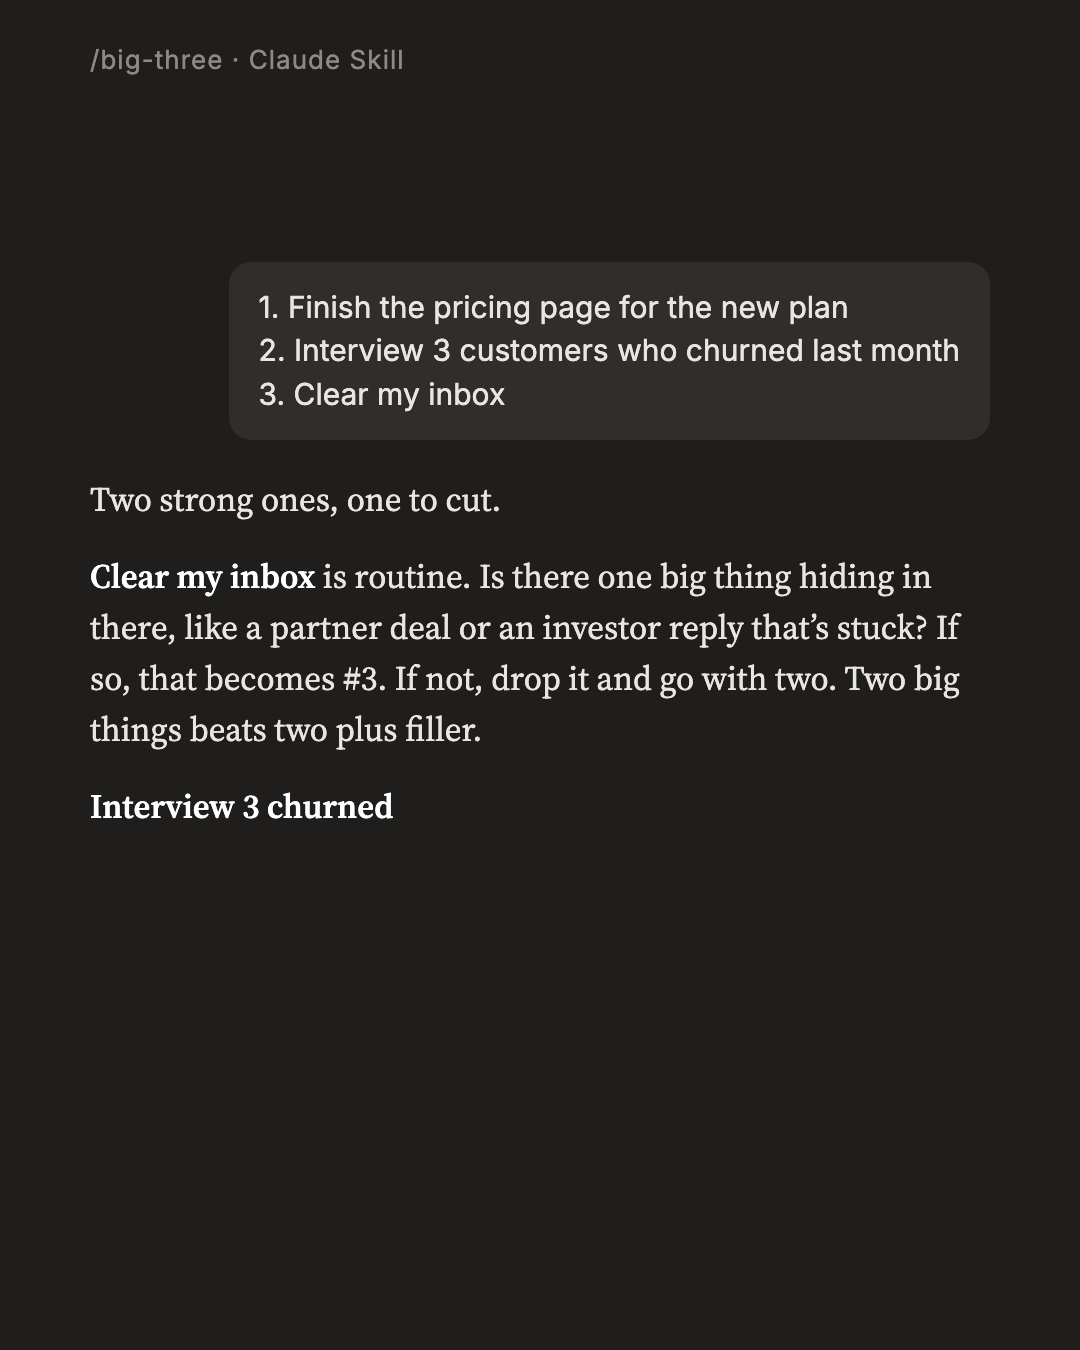 /big-three · Claude Skill
1. Finish the pricing page for the new plan
2. Interview 3 customers who churned last month
3. Clear my inbox
Two strong ones, one to cut.
Clear my inbox is routine. Is there one big thing hiding in
there, like a partner deal or an investor reply that’s stuck? If
so, that becomes #3. If not, drop it and go with two. Two big
things beats two plus filler.
Interview 3 churned